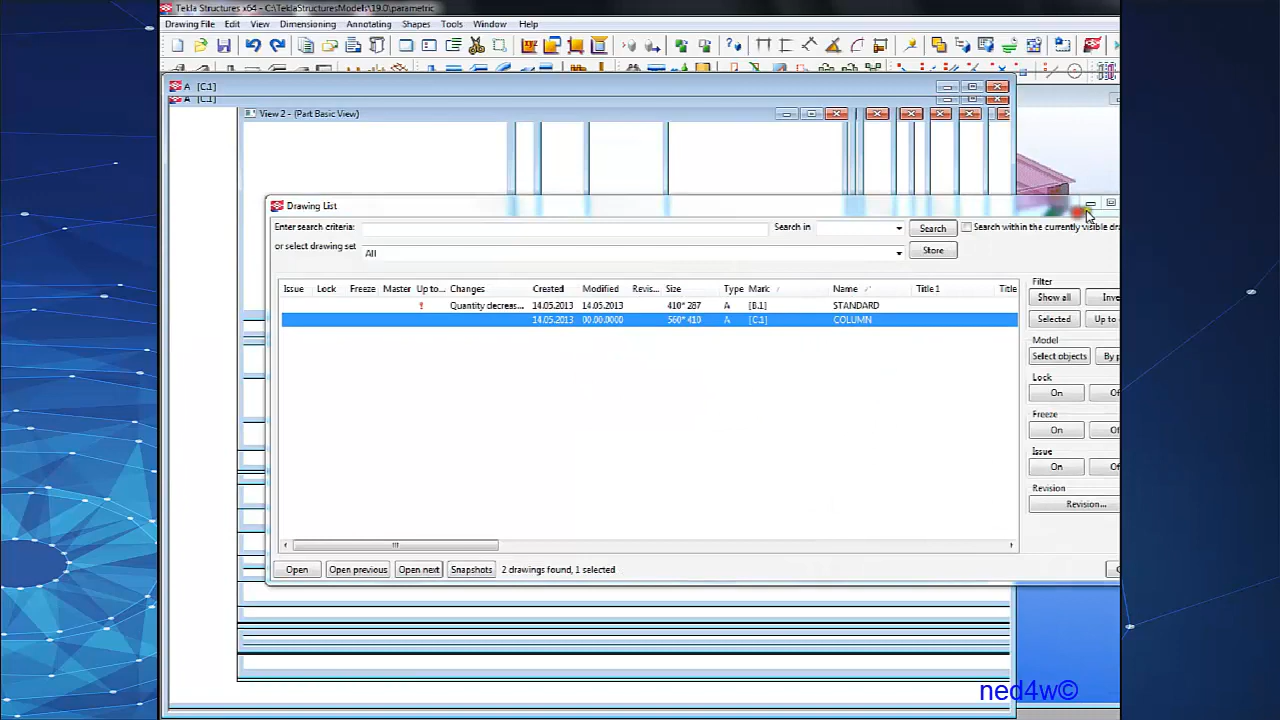 Tekla Structures x64 - C:\TeklaStructuresModels\19.0\parametric
Drawing File Edit View Dimensioning Annotating Shapes Tools Window Help
A [C.1]
A [C.1]
View 2 - (Part Basic View)
Drawing List
Enter search criteria:
Search in
Search
Search within the currently visible dra
or select drawing set
All
Store
Issue Lock Freeze Master Up to... Changes Created Modified Revis... Size Type Mark Name Title 1 Title
! Quantity decreas... 14.05.2013 14.05.2013 410* 287 A [B.1] STANDARD
14.05.2013 00.00.0000 560* 410 A [C.1] COLUMN
Filter
Show all Inve
Selected Up to
Model
Select objects By p
Lock
On Of
Freeze
On Of
Issue
On Of
Revision
Revision...
Open Open previous Open next Snapshots 2 drawings found, 1 selected
ned4w©